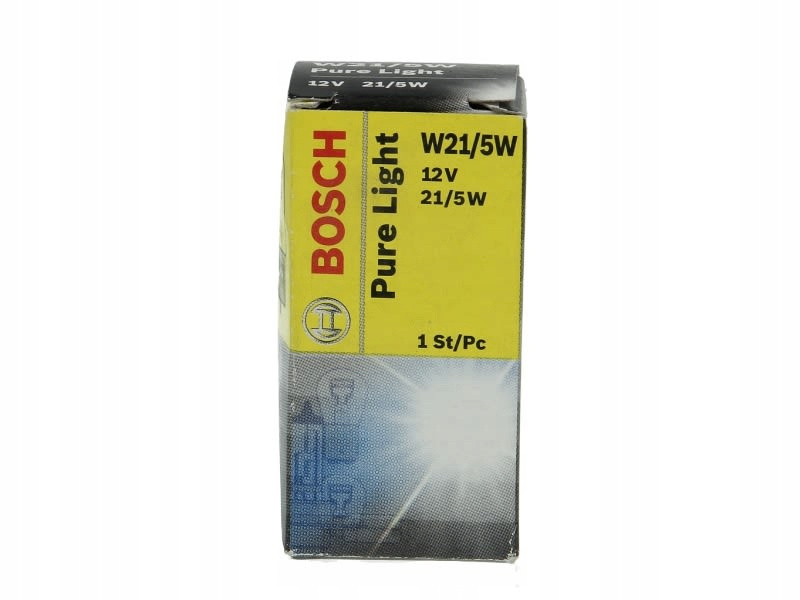 W21/5W
Pure Light
12V 21/5W
BOSCH
Pure Light
W21/5W
12V
21/5W
1 St/Pc